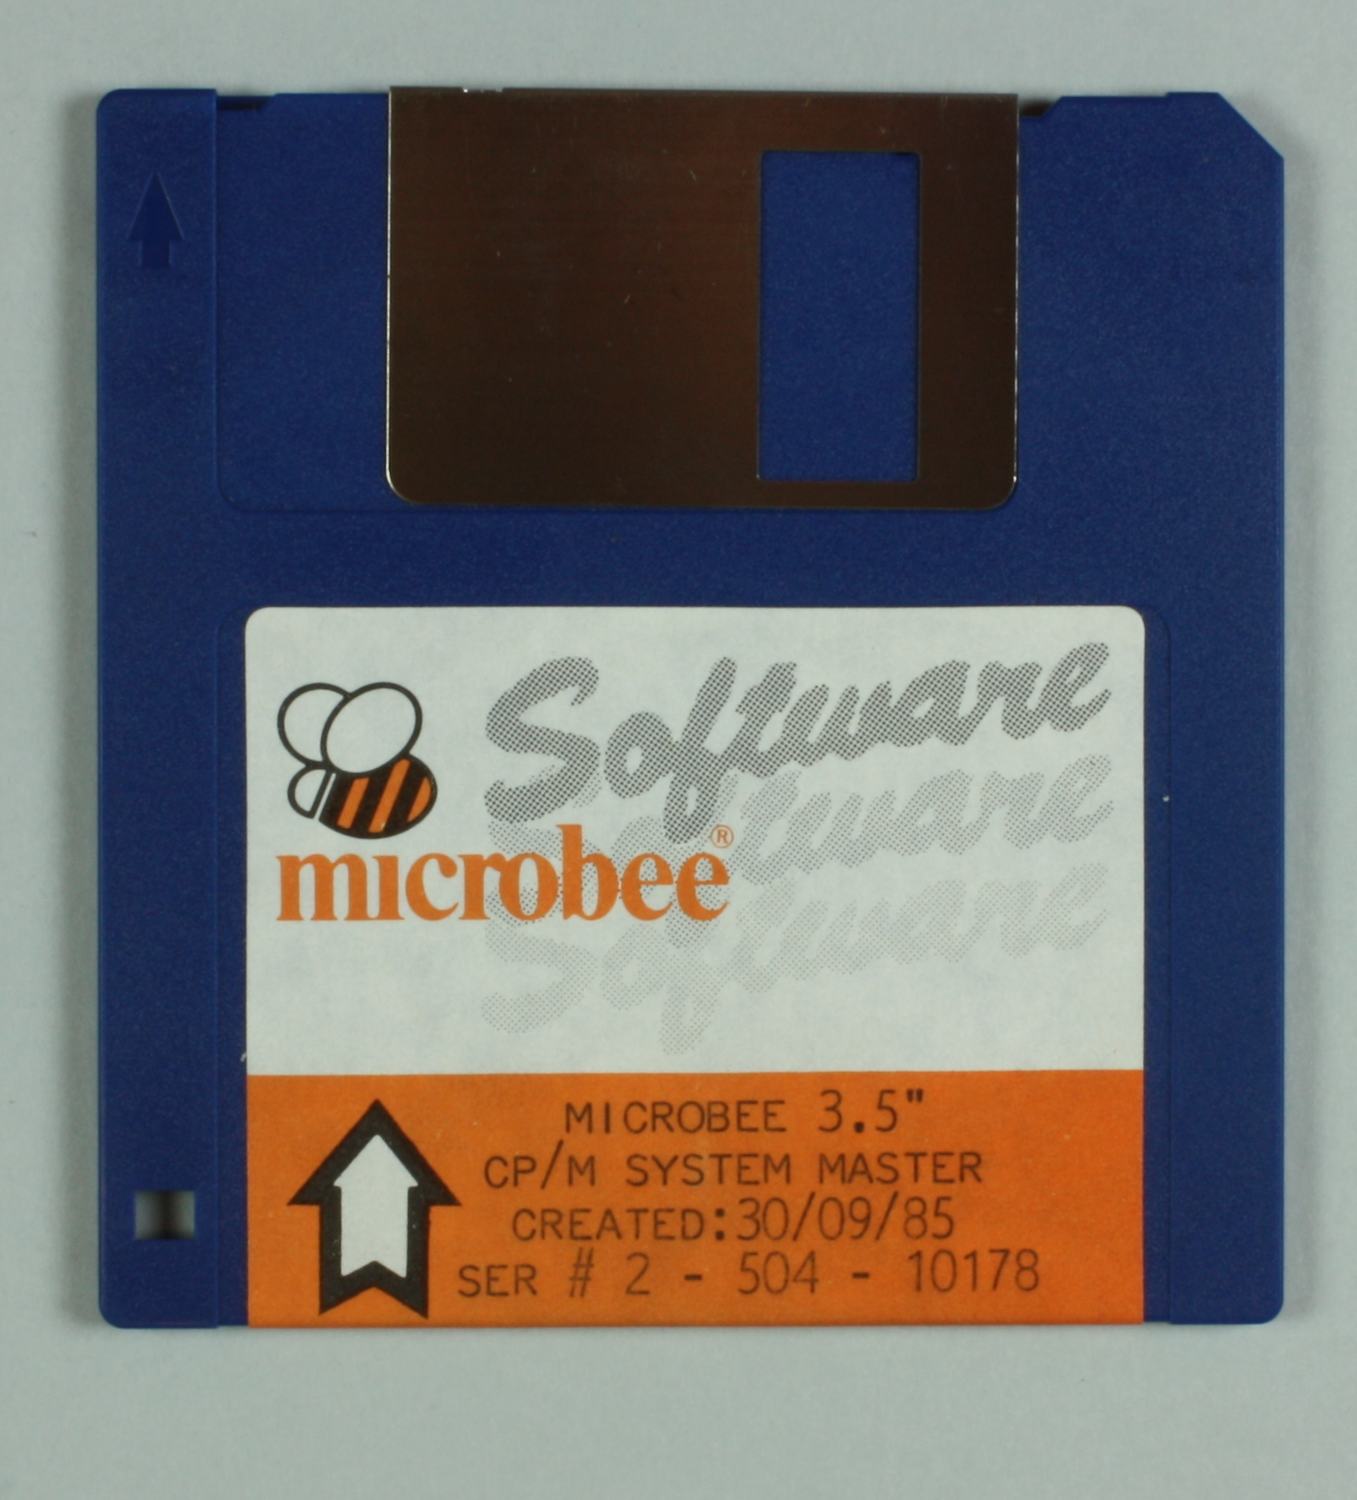 Software
Software
Software
microbee®
MICROBEE 3.5"
CP/M SYSTEM MASTER
CREATED:30/09/85
SER # 2 - 504 - 10178